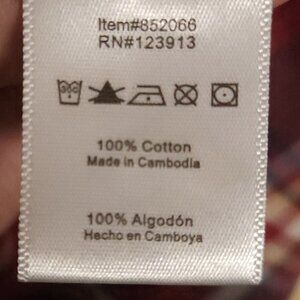 Item#852066
RN#123913
100% Cotton
Made in Cambodia
100% Algodón
Hecho en Camboya